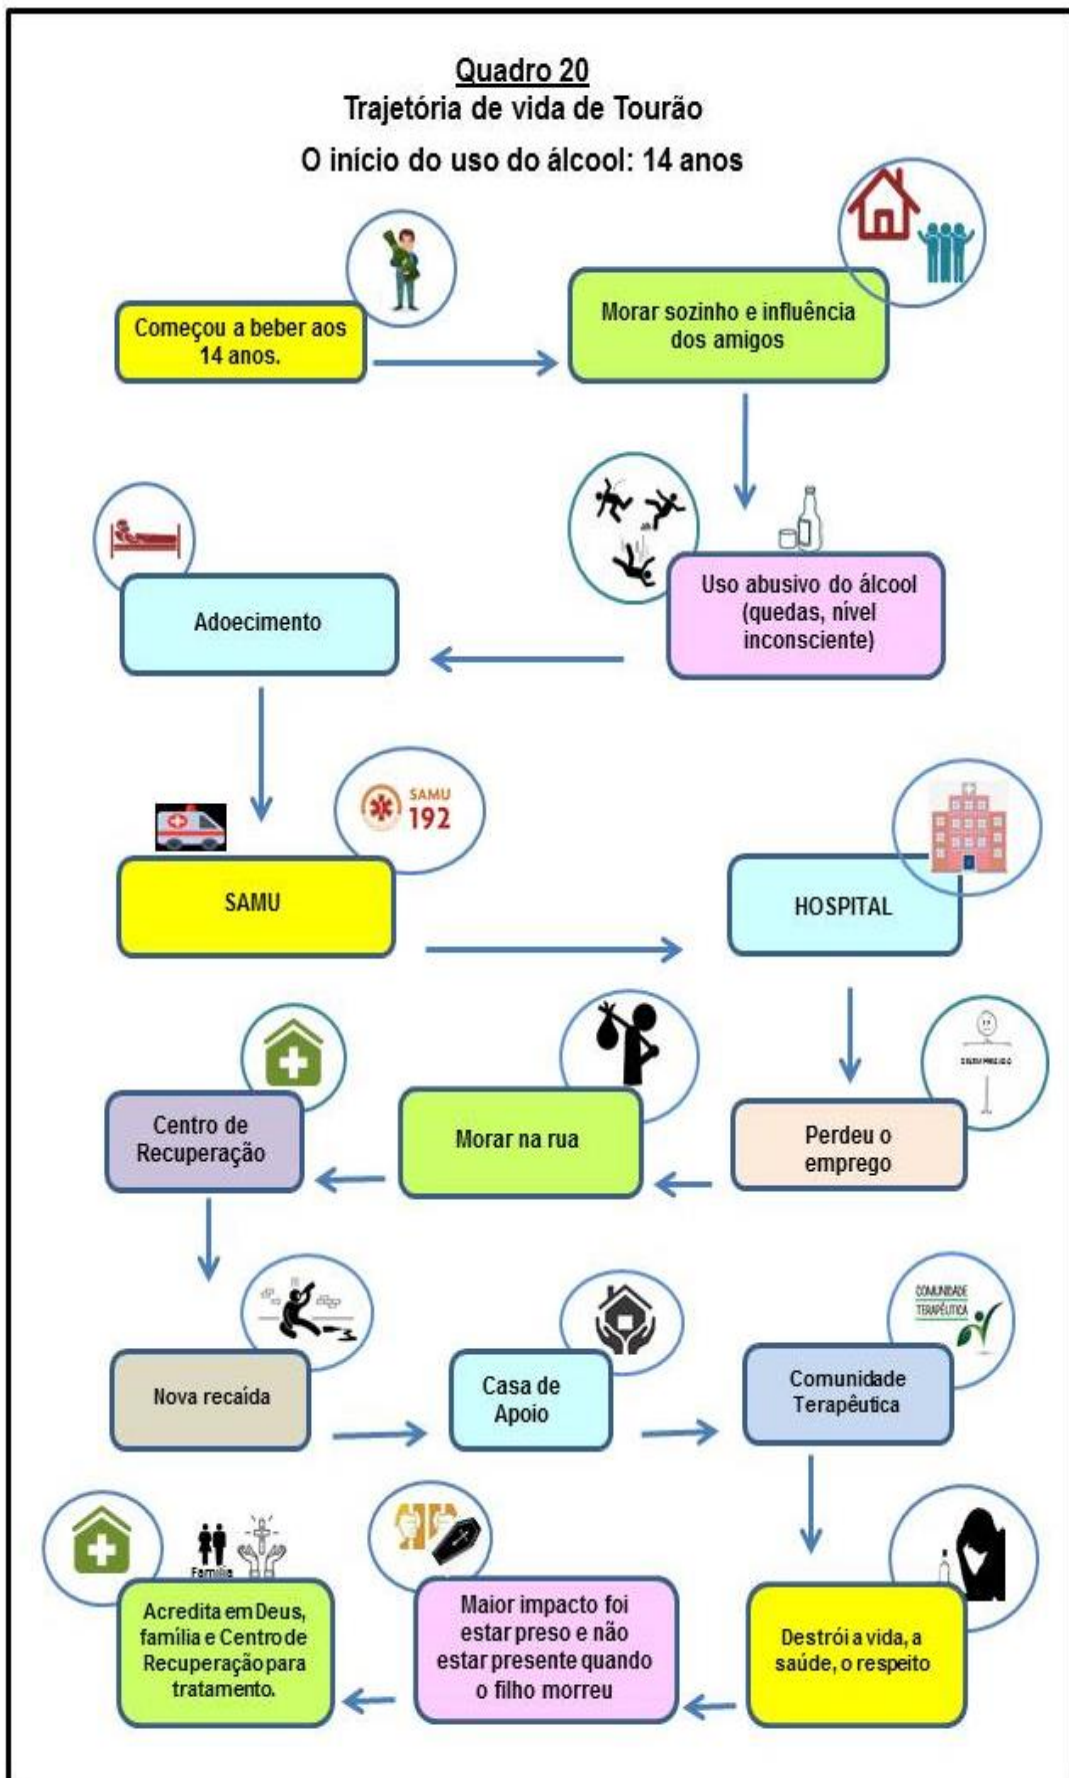 Quadro 20
Trajetória de vida de Tourão
O início do uso do álcool: 14 anos
Começou a beber aos
14 anos.
Morar sozinho e influência
dos amigos
Uso abusivo do álcool
(quedas, nível
inconsciente)
Adoecimento
SAMU
192
SAMU
HOSPITAL
Perdeu o
emprego
Morar na rua
Centro de
Recuperação
Nova recaída
Casa de
Apoio
COMUNIDADE
TERAPÊUTICA
Comunidade
Terapêutica
Destrói a vida, a
saúde, o respeito
Maior impacto foi
estar preso e não
estar presente quando
o filho morreu
Família
Acredita em Deus,
família e Centro de
Recuperação para
tratamento.